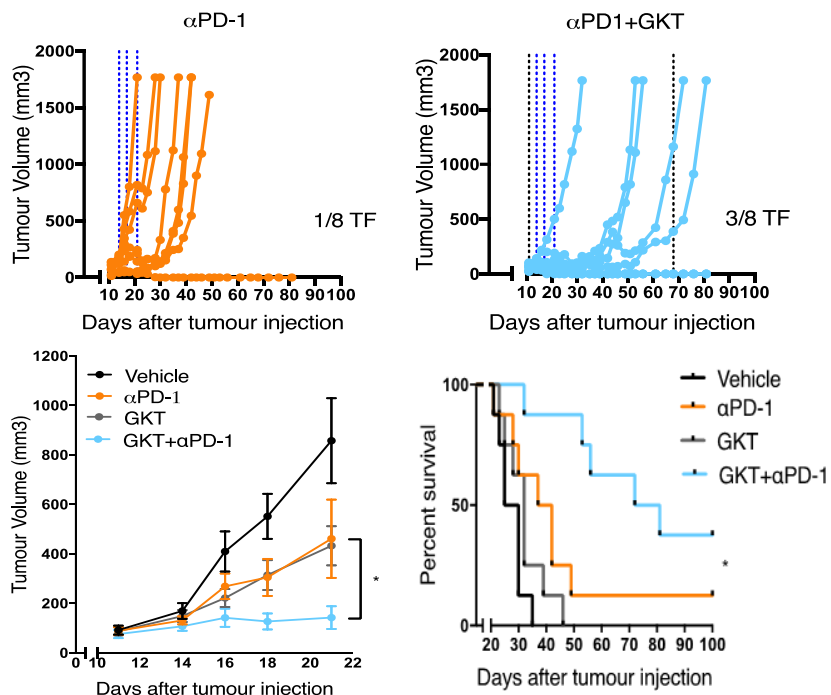 αPD-1
Tumour Volume (mm3)
2000
1500
1000
500
0
1/8 TF
10 20 30 40 50 60 70 80 90 100
Days after tumour injection
αPD1+GKT
Tumour Volume (mm3)
2000
1500
1000
500
0
3/8 TF
10 20 30 40 50 60 70 80 90 100
Days after tumour injection
Tumour Volume (mm3)
1200
1000
800
600
400
200
0
Vehicle
αPD-1
GKT
GKT+αPD-1
*
0 10 12 14 16 18 20 22
Days after tumour injection
Percent survival
100
50
0
Vehicle
αPD-1
GKT
GKT+αPD-1
*
20 30 40 50 60 70 80 90 100
Days after tumour injection